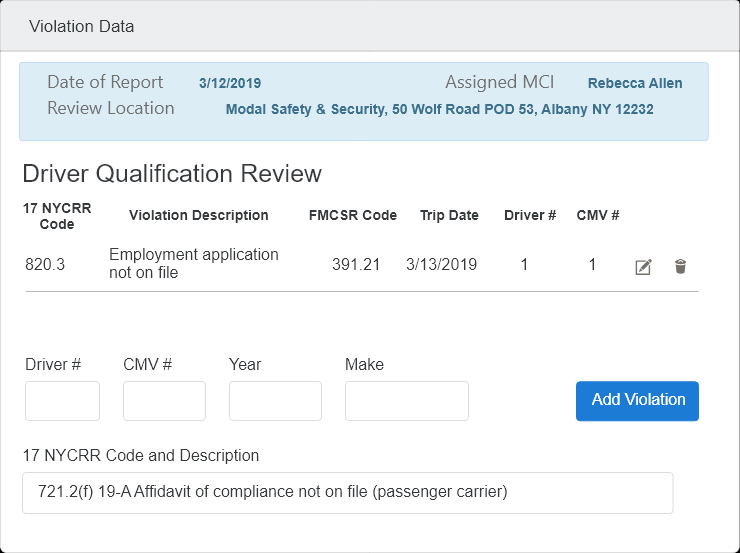 Violation Data
Date of Report 3/12/2019 Assigned MCI Rebecca Allen
Review Location Modal Safety & Security, 50 Wolf Road POD 53, Albany NY 12232
Driver Qualification Review
17 NYCRR Code Violation Description FMCSR Code Trip Date Driver # CMV #
820.3 Employment application not on file 391.21 3/13/2019 1 1
Driver # CMV # Year Make
Add Violation
17 NYCRR Code and Description
721.2(f) 19-A Affidavit of compliance not on file (passenger carrier)